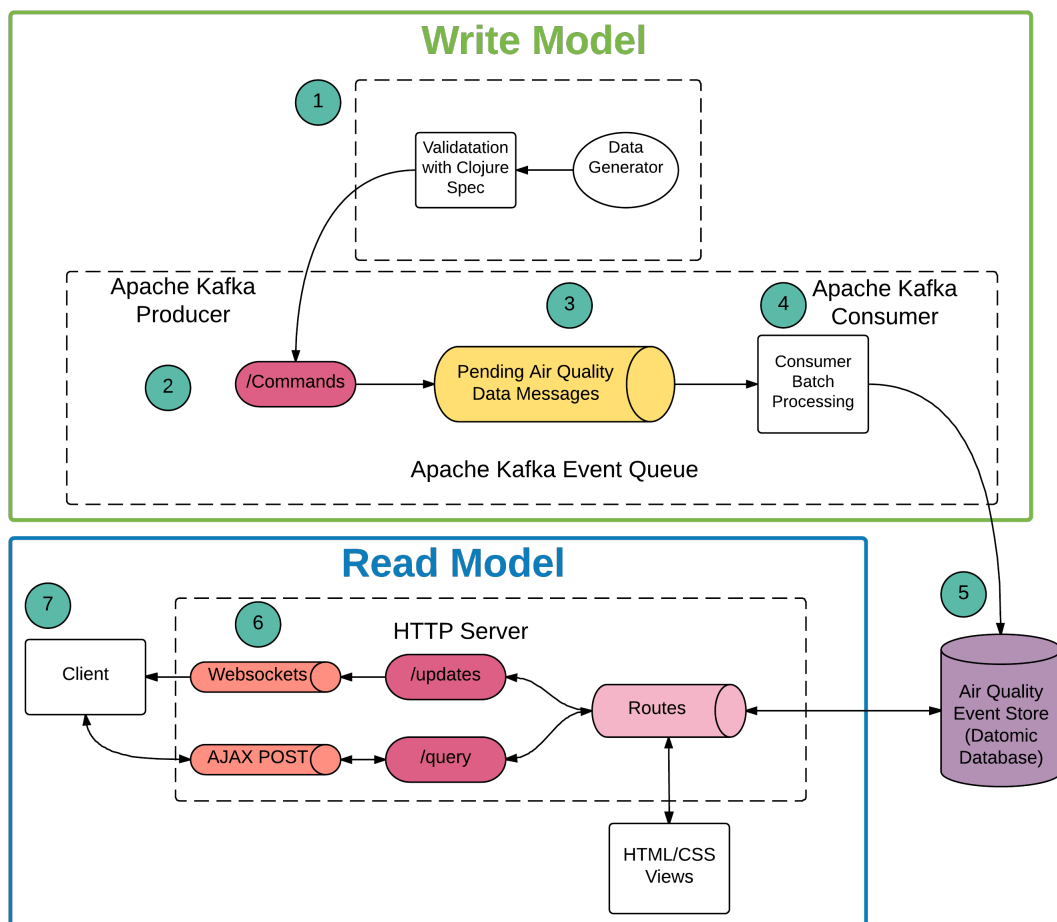 Write Model
1
Validatation
with Clojure
Spec
Data
Generator
Apache Kafka
Producer
2
/Commands
3
Pending Air Quality
Data Messages
4
Apache Kafka
Consumer
Consumer
Batch
Processing
Apache Kafka Event Queue
Read Model
5
Air Quality
Event Store
(Datomic
Database)
6
HTTP Server
7
Client
Websockets
/updates
Routes
AJAX POST
/query
HTML/CSS
Views